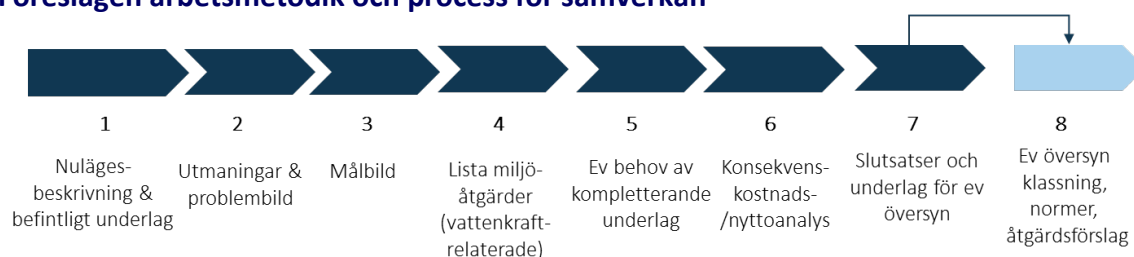 Föreslagen arbetsmetodik och process för samverkan
1
Nuläges-
beskrivning &
befintligt underlag
2
Utmaningar &
problembild
3
Målbild
4
Lista miljö-
åtgärder
(vattenkraft-
relaterade)
5
Ev behov av
kompletterande
underlag
6
Konsekvens-
kostnads-
/nyttoanalys
7
Slutsatser och
underlag för ev
översyn
8
Ev översyn
klassning,
normer,
åtgärdsförslag